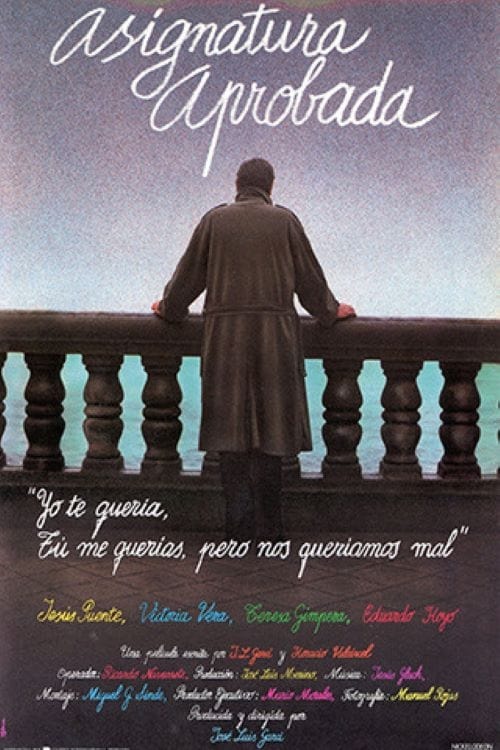 Asignatura
Aprobada
"Yo te quería,
Tú me querías, pero nos queríamos mal"
Jesús Puente, Victoria Vera, Teresa Gimpera, Eduardo Hoyo
Una película escrita por J.L. Garci y Horacio Valcárcel
Operador: Ricardo Navarrete, Producción: José Luis Merino, Música: Jesús Gluck,
Montaje: Miguel G. Sinde, Productor Ejecutivo: Mario Morales, Fotografía: Manuel Rojas
Producida y dirigida por
José Luis Garci